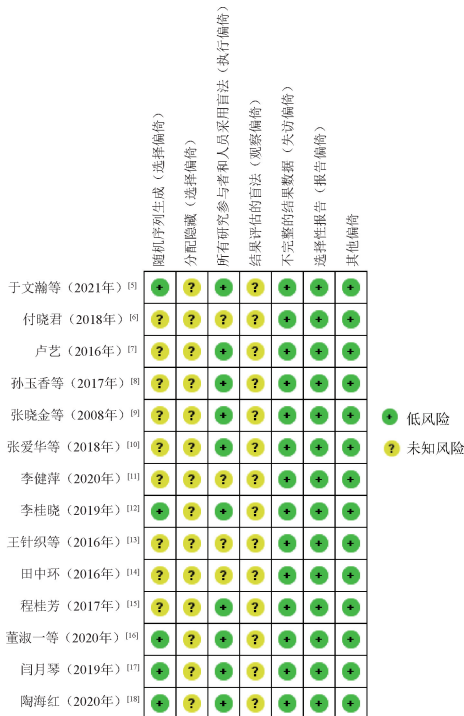 随机序列生成（选择偏倚）
分配隐藏（选择偏倚）
所有研究参与者和人员采用盲法（执行偏倚）
结果评估的盲法（观察偏倚）
不完整的结果数据（失访偏倚）
选择性报告（报告偏倚）
其他偏倚
于文瀚等（2021年）[5] + ? + ? + + +
付晓君（2018年）[6] ? ? ? ? + + +
卢艺（2016年）[7] ? ? + ? + + +
孙玉香等（2017年）[8] ? ? + ? + + +
张晓金等（2008年）[9] ? ? + ? + + +
张爱华等（2018年）[10] ? ? + ? + + +
李健萍（2020年）[11] ? ? ? ? + + +
李桂晓（2019年）[12] + ? + ? + + +
王针织等（2016年）[13] ? ? ? ? + + +
田中环（2016年）[14] ? ? ? ? + + +
程桂芳（2017年）[15] ? ? + ? + + +
董淑一等（2020年）[16] + ? + ? + + +
闫月琴（2019年）[17] + ? + ? + + +
陶海红（2020年）[18] + ? + ? + + +
+ 低风险
? 未知风险